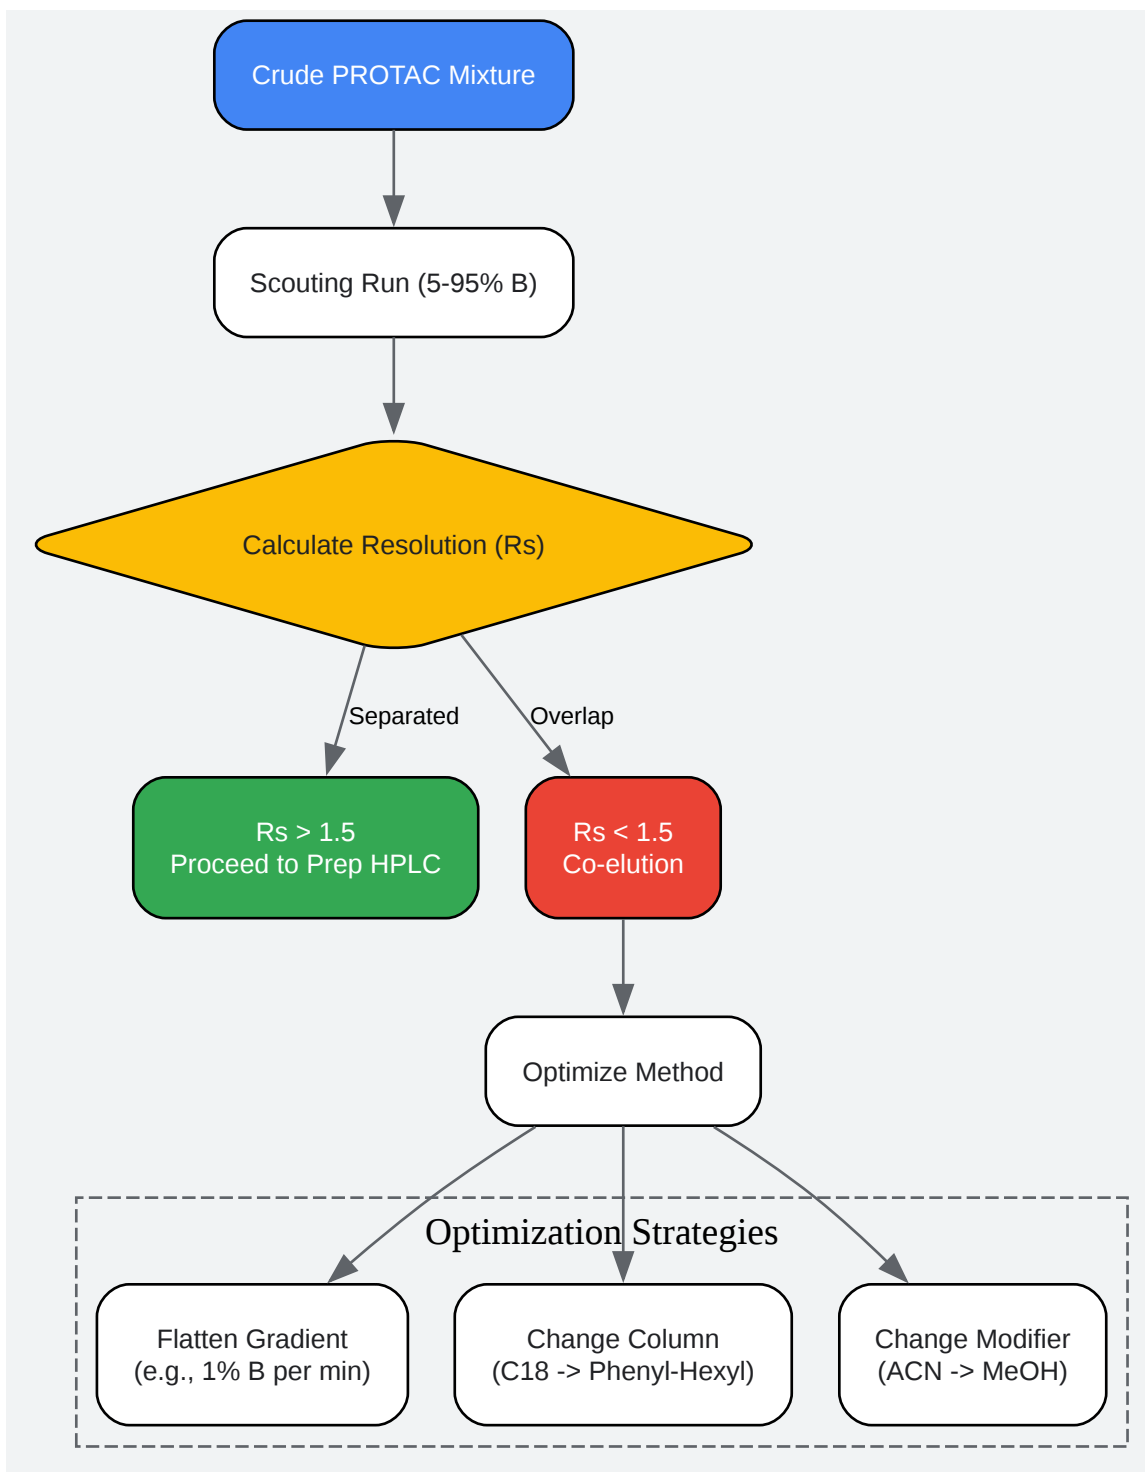 Crude PROTAC Mixture
Scouting Run (5-95% B)
Calculate Resolution (Rs)
Separated
Overlap
Rs > 1.5
Proceed to Prep HPLC
Rs < 1.5
Co-elution
Optimize Method
Optimization Strategies
Flatten Gradient
(e.g., 1% B per min)
Change Column
(C18 -> Phenyl-Hexyl)
Change Modifier
(ACN -> MeOH)